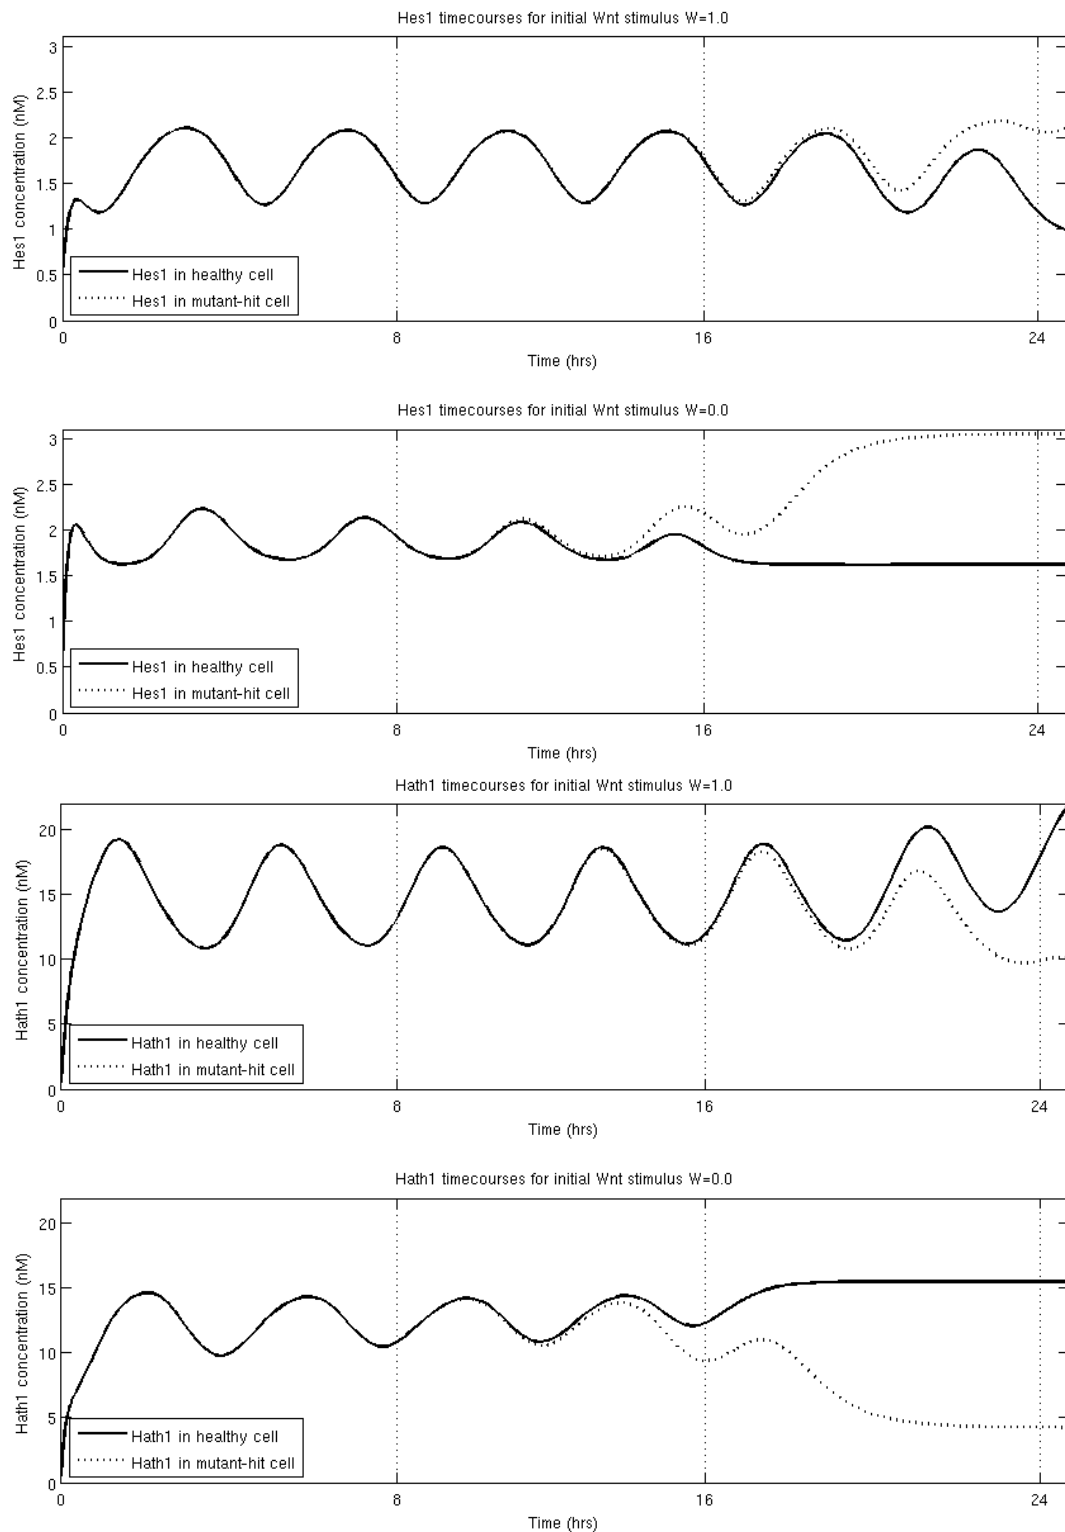 Hes1 timecourses for initial Wnt stimulus W=1.0
3
2.5
2
1.5
1
0.5
0
Hes1 concentration (nM)
Hes1 in healthy cell
Hes1 in mutant-hit cell
0 8 16 24
Time (hrs)
Hes1 timecourses for initial Wnt stimulus W=0.0
3
2.5
2
1.5
1
0.5
0
Hes1 concentration (nM)
Hes1 in healthy cell
Hes1 in mutant-hit cell
0 8 16 24
Time (hrs)
Hath1 timecourses for initial Wnt stimulus W=1.0
20
15
10
5
0
Hath1 concentration (nM)
Hath1 in healthy cell
Hath1 in mutant-hit cell
0 8 16 24
Time (hrs)
Hath1 timecourses for initial Wnt stimulus W=0.0
20
15
10
5
0
Hath1 concentration (nM)
Hath1 in healthy cell
Hath1 in mutant-hit cell
0 8 16 24
Time (hrs)